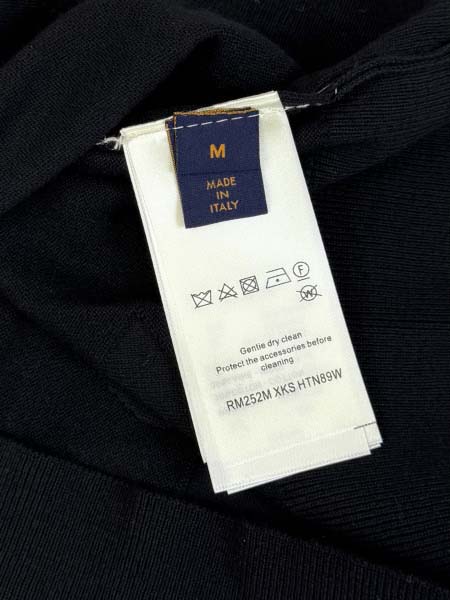 M
MADE
IN
ITALY
F
W
Gentle dry clean
Protect the accessories before
cleaning
RM252M XKS HTN89W